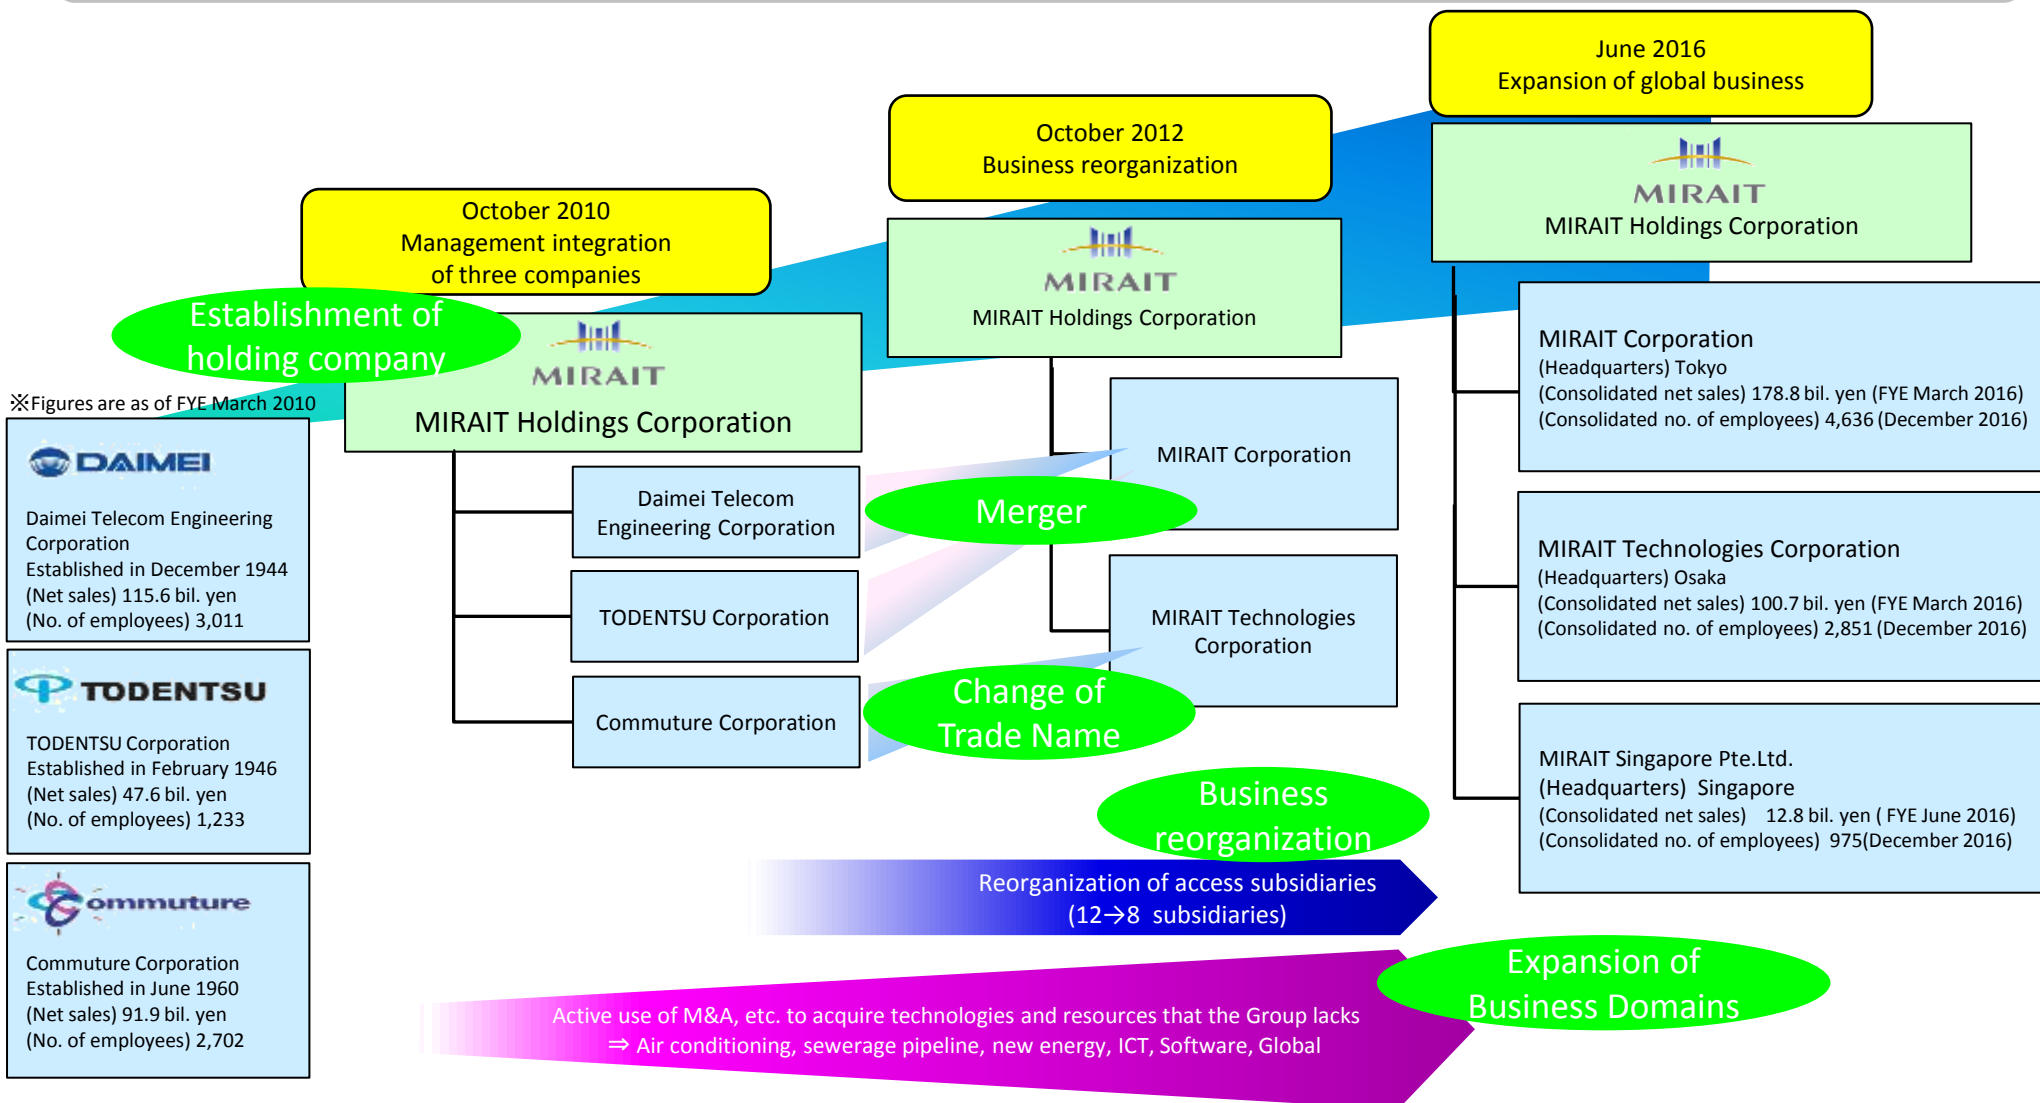 June 2016
Expansion of global business
October 2012
Business reorganization
October 2010
Management integration
of three companies
MIRAIT
MIRAIT Holdings Corporation
MIRAIT
MIRAIT Holdings Corporation
Establishment of
holding company
MIRAIT
MIRAIT Holdings Corporation
※Figures are as of FYE March 2010
DAIMEI
Daimei Telecom Engineering
Corporation
Established in December 1944
(Net sales) 115.6 bil. yen
(No. of employees) 3,011
TODENTSU
TODENTSU Corporation
Established in February 1946
(Net sales) 47.6 bil. yen
(No. of employees) 1,233
Commuture
Commuture Corporation
Established in June 1960
(Net sales) 91.9 bil. yen
(No. of employees) 2,702
Daimei Telecom
Engineering Corporation
TODENTSU Corporation
Commuture Corporation
Merger
Change of
Trade Name
MIRAIT Corporation
MIRAIT Technologies
Corporation
MIRAIT Corporation
(Headquarters) Tokyo
(Consolidated net sales) 178.8 bil. yen (FYE March 2016)
(Consolidated no. of employees) 4,636 (December 2016)
MIRAIT Technologies Corporation
(Headquarters) Osaka
(Consolidated net sales) 100.7 bil. yen (FYE March 2016)
(Consolidated no. of employees) 2,851 (December 2016)
MIRAIT Singapore Pte.Ltd.
(Headquarters) Singapore
(Consolidated net sales) 12.8 bil. yen ( FYE June 2016)
(Consolidated no. of employees) 975(December 2016)
Business
reorganization
Reorganization of access subsidiaries
(12→8 subsidiaries)
Expansion of
Business Domains
Active use of M&A, etc. to acquire technologies and resources that the Group lacks
⇒ Air conditioning, sewerage pipeline, new energy, ICT, Software, Global